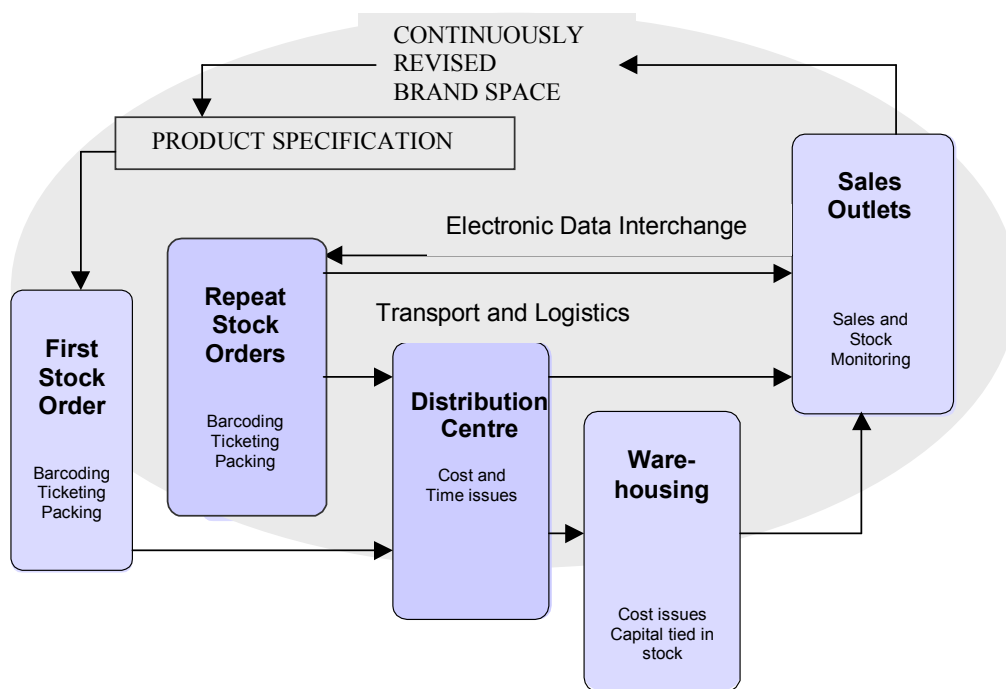 CONTINUOUSLY
REVISED
BRAND SPACE
PRODUCT SPECIFICATION
Sales
Outlets
Sales and
Stock
Monitoring
Electronic Data Interchange
Repeat
Stock
Orders
Barcoding
Ticketing
Packing
Transport and Logistics
First
Stock
Order
Barcoding
Ticketing
Packing
Distribution
Centre
Cost and
Time issues
Ware-
housing
Cost issues
Capital tied in
stock